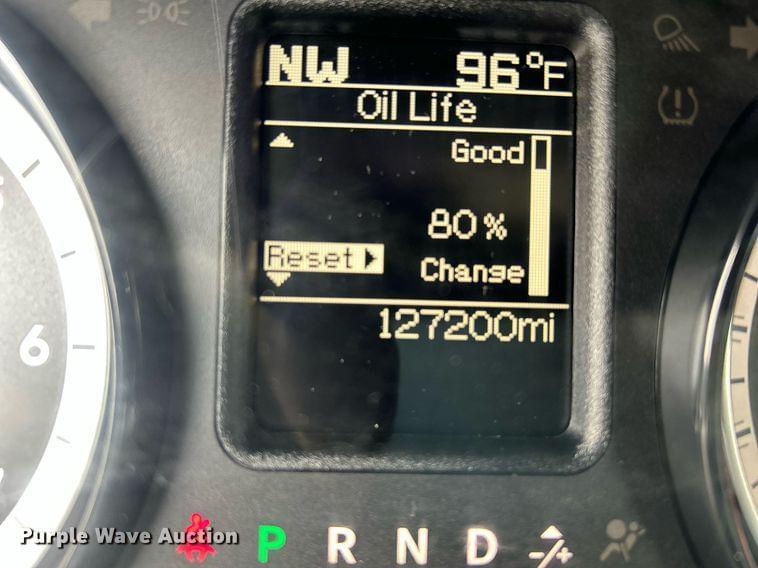 NW 96°F
Oil Life
Good
80%
Reset
Change
127200mi
6
P R N D -/+
Purple Wave Auction